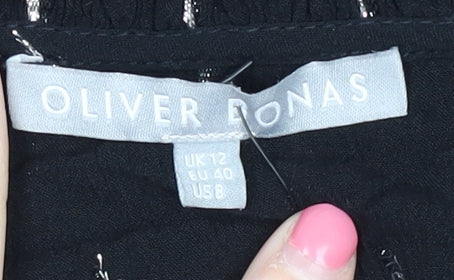 OLIVER BONAS
UK 12
EU 40
US 8